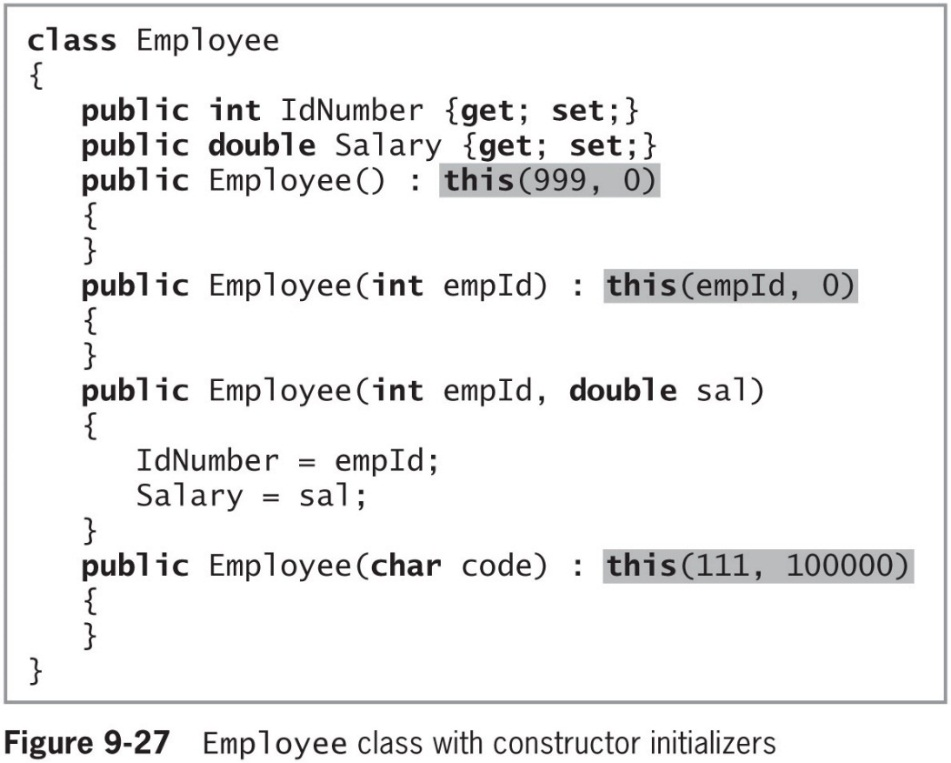 class Employee
{
   public int IdNumber {get; set;}
   public double Salary {get; set;}
   public Employee() : this(999, 0)
   {
   }
   public Employee(int empId) : this(empId, 0)
   {
   }
   public Employee(int empId, double sal)
   {
      IdNumber = empId;
      Salary = sal;
   }
   public Employee(char code) : this(111, 100000)
   {
   }
}
Figure 9-27 Employee class with constructor initializers